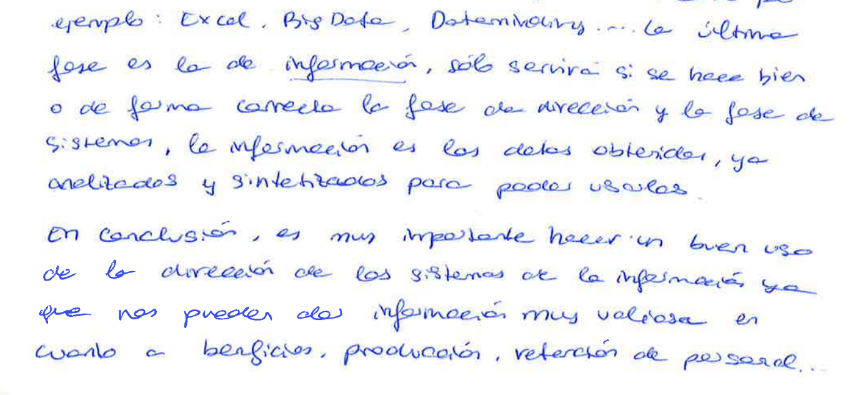 ejemplo: Excel, Big Data, Datamining.... La última
fase es la de información, sólo servirá si se hace bien
o de forma correcta la fase de dirección y la fase de
sistemas, la información es los datos obtenidos, ya
analizados y sintetizados para poder usarlos.
En conclusión, es muy importante hacer un buen uso
de la dirección de los sistemas de la información ya
que nos pueden dar información muy valiosa en
cuanto a beneficios, producción, retención de personal...